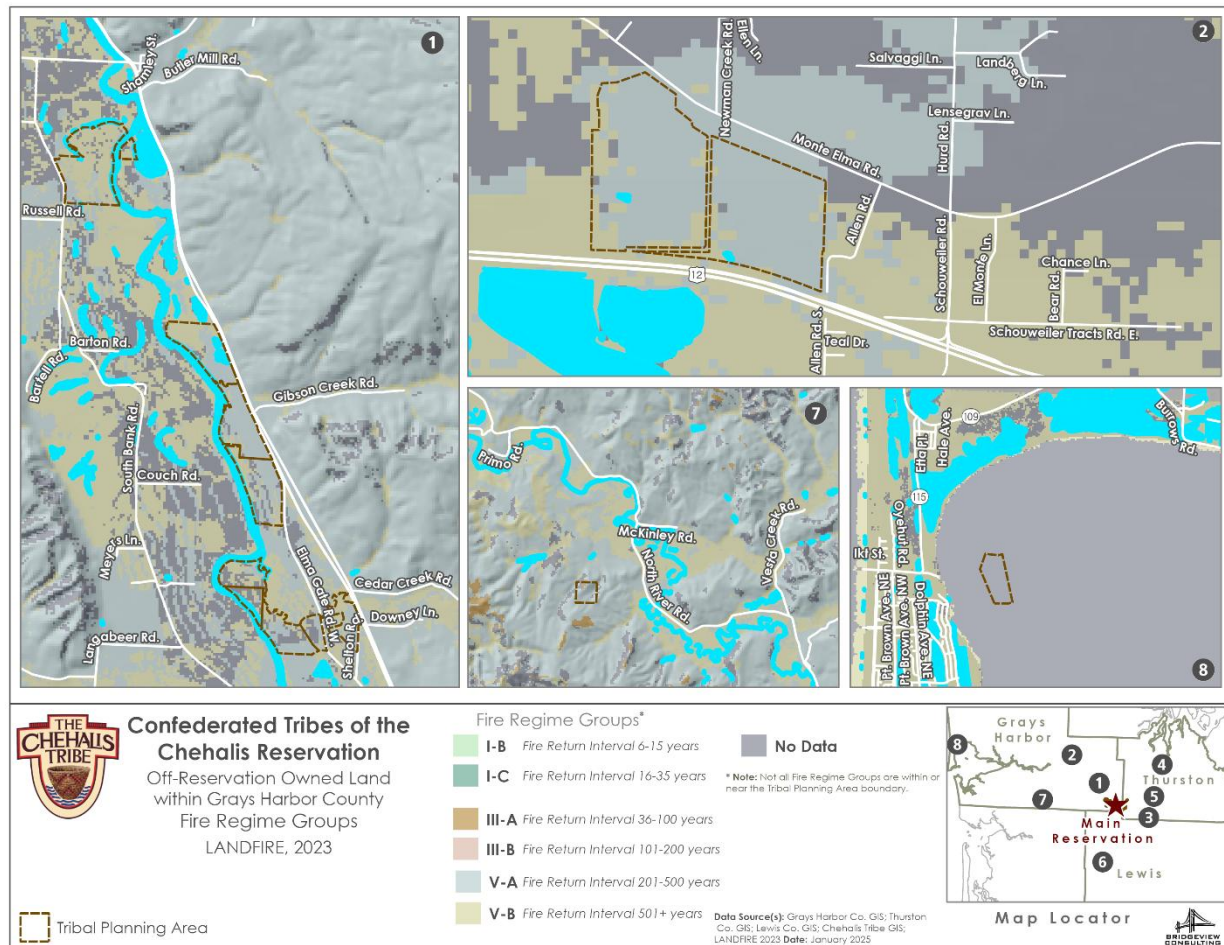 1
Shamley St.
Butler Mill Rd.
Russell Rd.
Barton Rd.
Bartell Rd.
Gibson Creek Rd.
South Bank Rd.
Couch Rd.
Meyers Ln.
Langabeer Rd.
Elma Gate Rd. W.
Cedar Creek Rd.
Downey Ln.
Shelton Rd.
2
Newman Creek Rd.
Ellen Ln.
Salvaggi Ln.
Landberg Ln.
Lensegrav Ln.
Hurd Rd.
Monte Elma Rd.
Allen Rd.
12
Schouweiler Rd.
El Monte Ln.
Chance Ln.
Bear Rd.
Schouweiler Tracts Rd. E.
Allen Rd. S.
Teal Dr.
7
Primo Rd.
McKinley Rd.
North River Rd.
Vesta Creek Rd.
109
Etta Pl.
Hale Ave.
Burrows Rd.
115
Oyehut Rd.
Ikt St.
Pt. Brown Ave. NE
Pt. Brown Ave. NW
Dolphin Ave. NE
8
THE
CHEHALIS
TRIBE
Confederated Tribes of the
Chehalis Reservation
Off-Reservation Owned Land
within Grays Harbor County
Fire Regime Groups
LANDFIRE, 2023
Tribal Planning Area
Fire Regime Groups*
I-B Fire Return Interval 6-15 years
I-C Fire Return Interval 16-35 years
III-A Fire Return Interval 36-100 years
III-B Fire Return Interval 101-200 years
V-A Fire Return Interval 201-500 years
V-B Fire Return Interval 501+ years
No Data
* Note: Not all Fire Regime Groups are within or
near the Tribal Planning Area boundary.
Data Source(s): Grays Harbor Co. GIS; Thurston
Co. GIS; Lewis Co. GIS; Chehalis Tribe GIS;
LANDFIRE 2023 Date: January 2025
Grays
Harbor
8
2
4
Thurston
1
5
7
3
Main
Reservation
6
Lewis
Map Locator
BRIDGEVIEW
CONSULTING